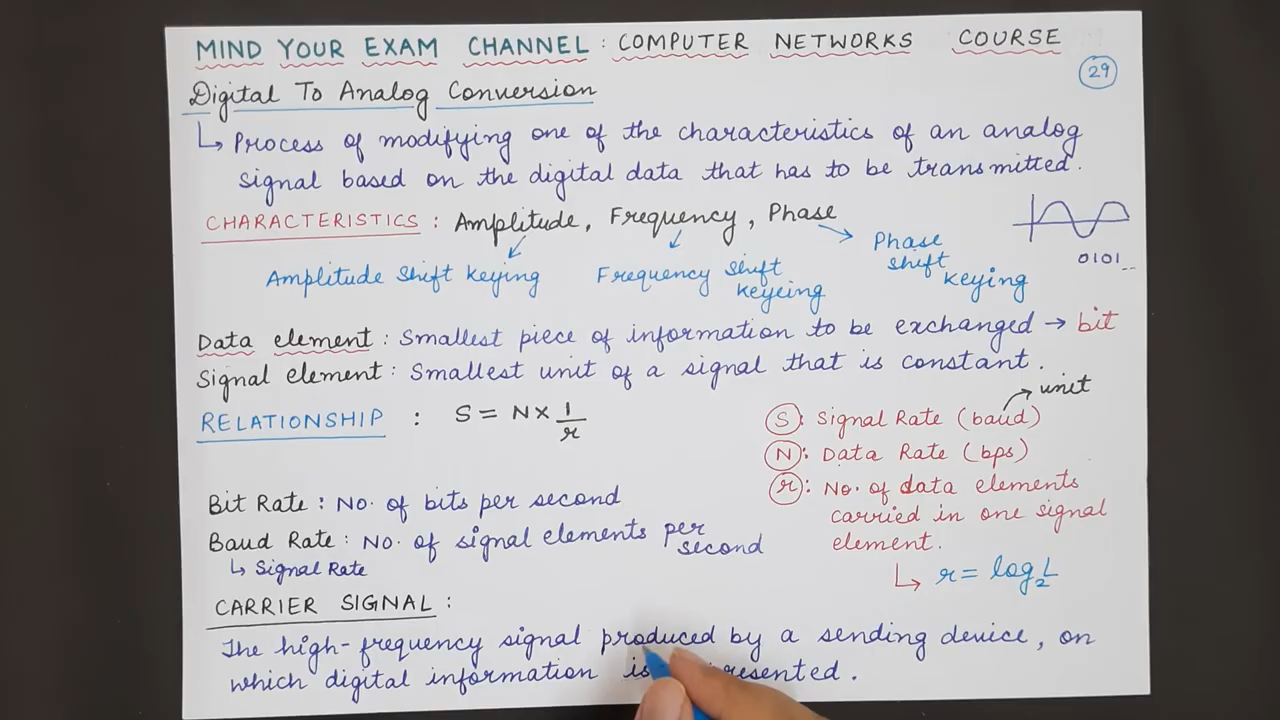 MIND YOUR EXAM CHANNEL : COMPUTER NETWORKS COURSE
29
Digital To Analog Conversion
↳ Process of modifying one of the characteristics of an analog
signal based on the digital data that has to be transmitted.
CHARACTERISTICS : Amplitude, Frequency, Phase
Amplitude Shift Keying
Frequency Shift
Keyeing
Phase
Shift
Keying
0101__
Data element : Smallest piece of information to be exchanged → bit
Signal element : Smallest unit of a signal that is constant.
RELATIONSHIP : S = N × 1/r
unit
S : Signal Rate (baud)
N : Data Rate (bps)
r : No. of data elements
carried in one signal
element.
↳ r = log₂L
Bit Rate : No. of bits per second
Baud Rate : No. of signal elements per
second
↳ Signal Rate
CARRIER SIGNAL :
The high-frequency signal produced by a sending device, on
which digital information is